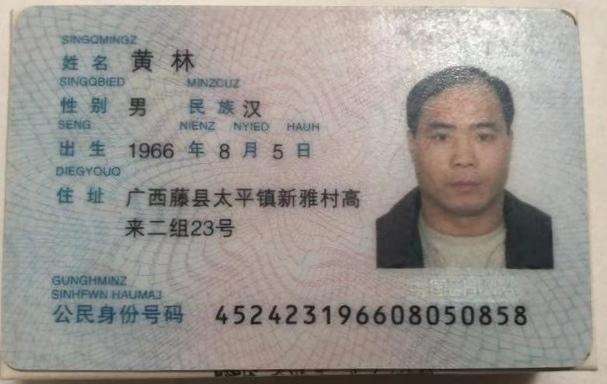 SINGQMINGZ
姓名 黄林
SINGQBIED MINZCUZ
性别 男 民族 汉
SENG NIENZ NYIED HAUH
出生 1966 年 8 月 5 日
DIEGYOUQ
住址 广西藤县太平镇新雅村高
来二组23号
GUNGHMINZ
SINHFWN HAUMAJ
公民身份号码 452423196608050858